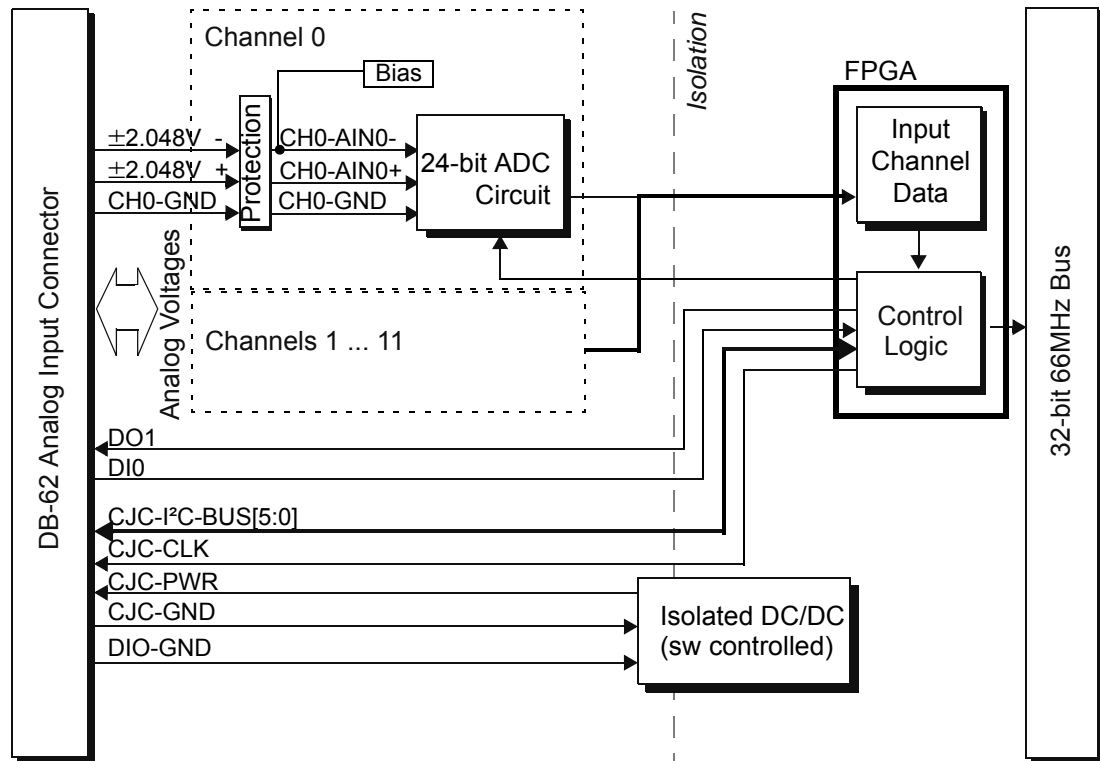 Channel 0
Bias
Isolation
FPGA
DB-62 Analog Input Connector
±2.048V -
±2.048V +
CH0-GND
Protection
CH0-AIN0-
CH0-AIN0+
CH0-GND
24-bit ADC
Circuit
Input
Channel
Data
Analog Voltages
Channels 1 ... 11
Control
Logic
32-bit 66MHz Bus
DO1
DI0
CJC-I²C-BUS[5:0]
CJC-CLK
CJC-PWR
CJC-GND
DIO-GND
Isolated DC/DC
(sw controlled)